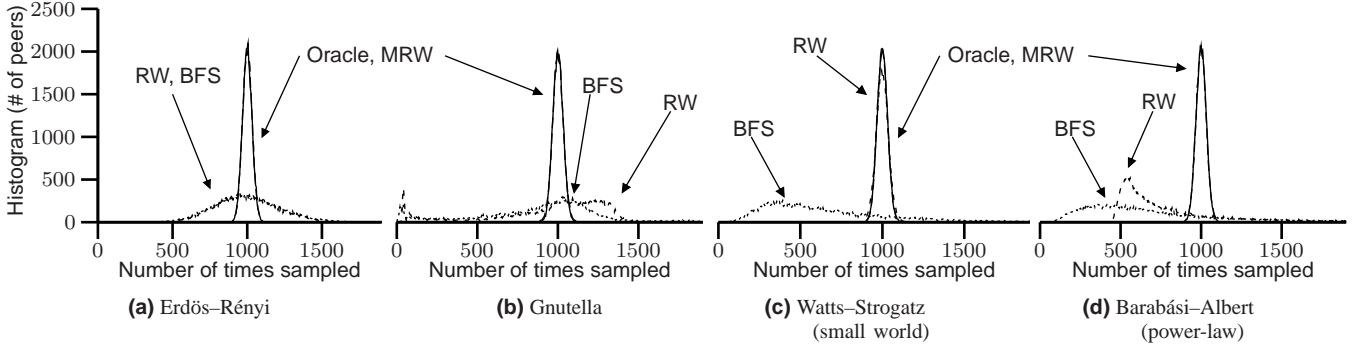 Histogram (# of peers)
2500
2000
1500
1000
500
0
RW, BFS
Oracle, MRW
BFS
RW
RW
Oracle, MRW
BFS
RW
BFS
0 500 1000 1500
0 500 1000 1500
0 500 1000 1500
0 500 1000 1500
Number of times sampled
Number of times sampled
Number of times sampled
Number of times sampled
(a) Erdös–Rényi
(b) Gnutella
(c) Watts–Strogatz
(small world)
(d) Barabási–Albert
(power-law)